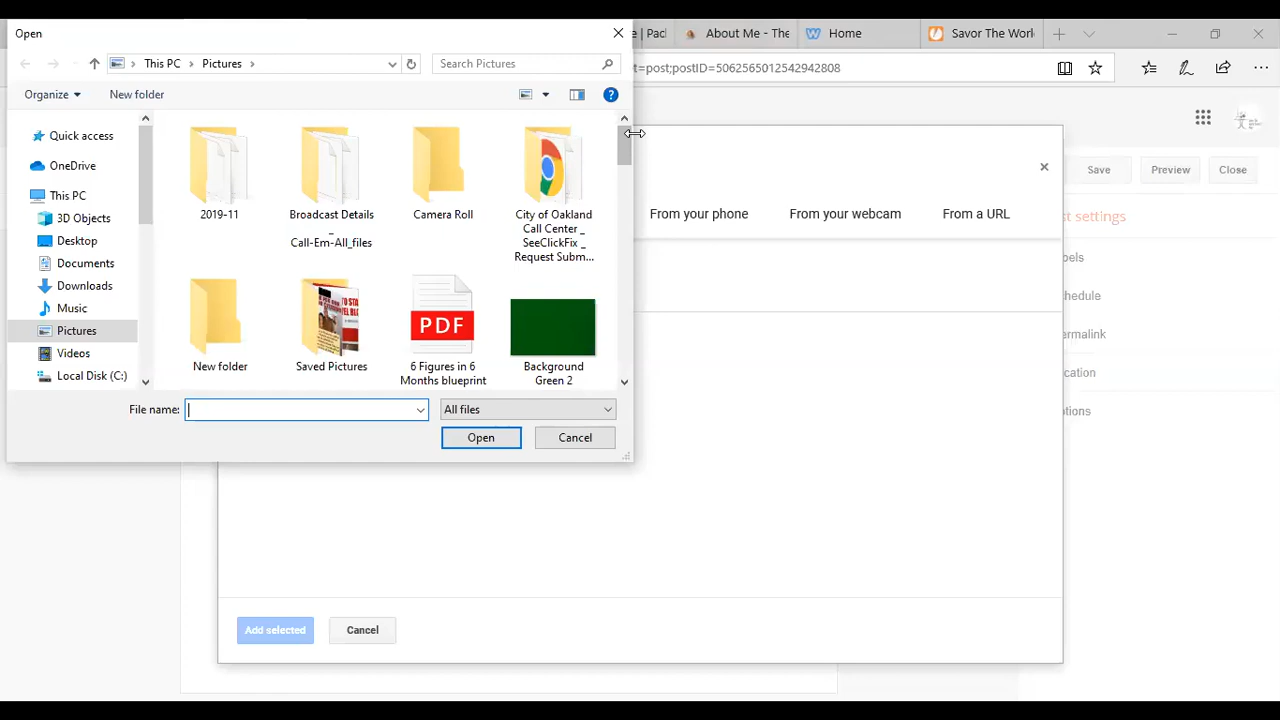 Open
This PC
Pictures
Search Pictures
Organize
New folder
Quick access
OneDrive
This PC
3D Objects
Desktop
Documents
Downloads
Music
Pictures
Videos
Local Disk (C:)
2019-11
Broadcast Details
_
Call-Em-All_files
Camera Roll
City of Oakland
Call Center _
SeeClickFix _
Request Subm...
New folder
Saved Pictures
PDF
6 Figures in 6
Months blueprint
Background
Green 2
File name:
All files
Open
Cancel
About Me - The
Home
Savor The World
t=post;postID=5062565012542942808
Save
Preview
Close
From your phone
From your webcam
From a URL
st settings
bels
hedule
ermalink
cation
ptions
Add selected
Cancel